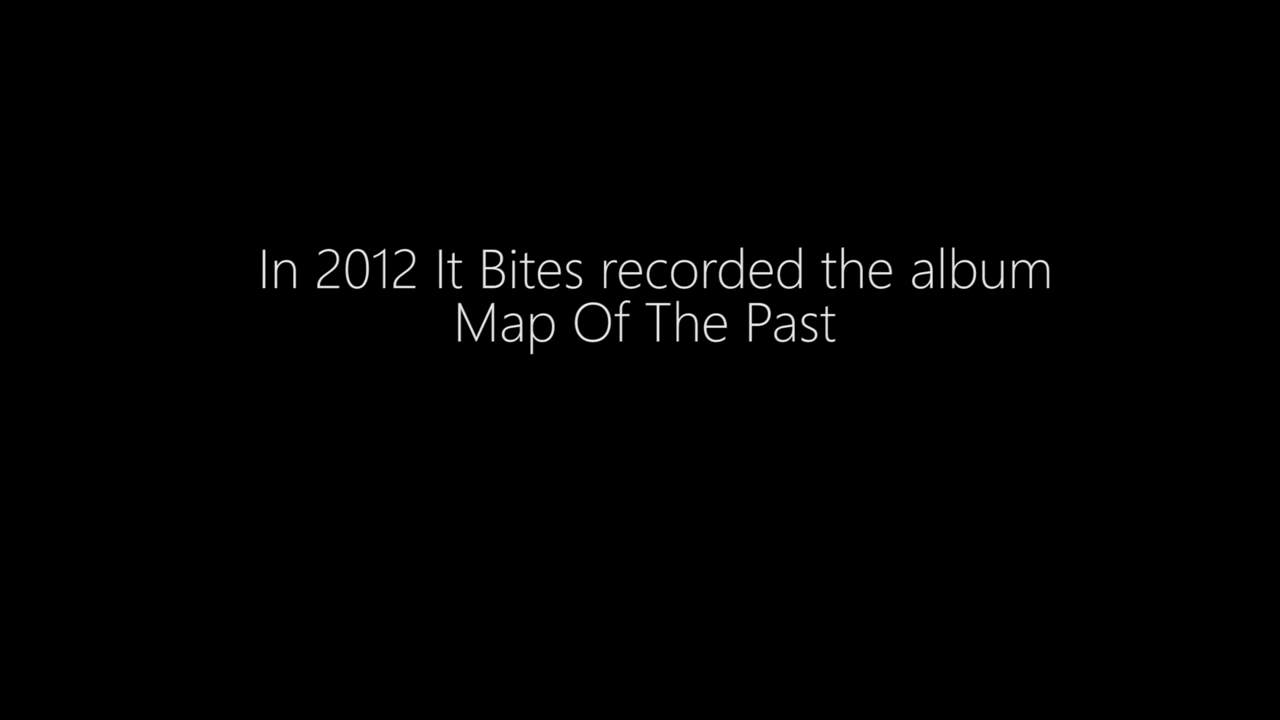 In 2012 It Bites recorded the album
Map Of The Past